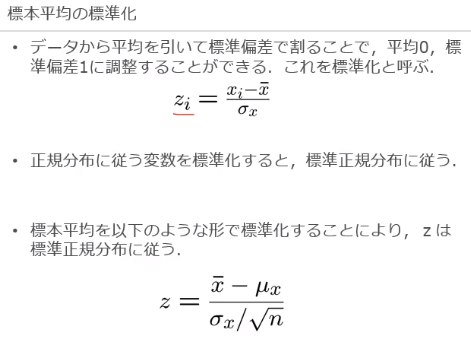 標本平均の標準化
• データから平均を引いて標準偏差で割ることで，平均0，標
準偏差1に調整することができる．これを標準化と呼ぶ．
z_i = \frac{x_i - \bar{x}}{σ_x}
• 正規分布に従う変数を標準化すると，標準正規分布に従う．
• 標本平均を以下のような形で標準化することにより， z は
標準正規分布に従う．
z = \frac{\bar{x} - μ_x}{σ_x/\sqrt{n}}